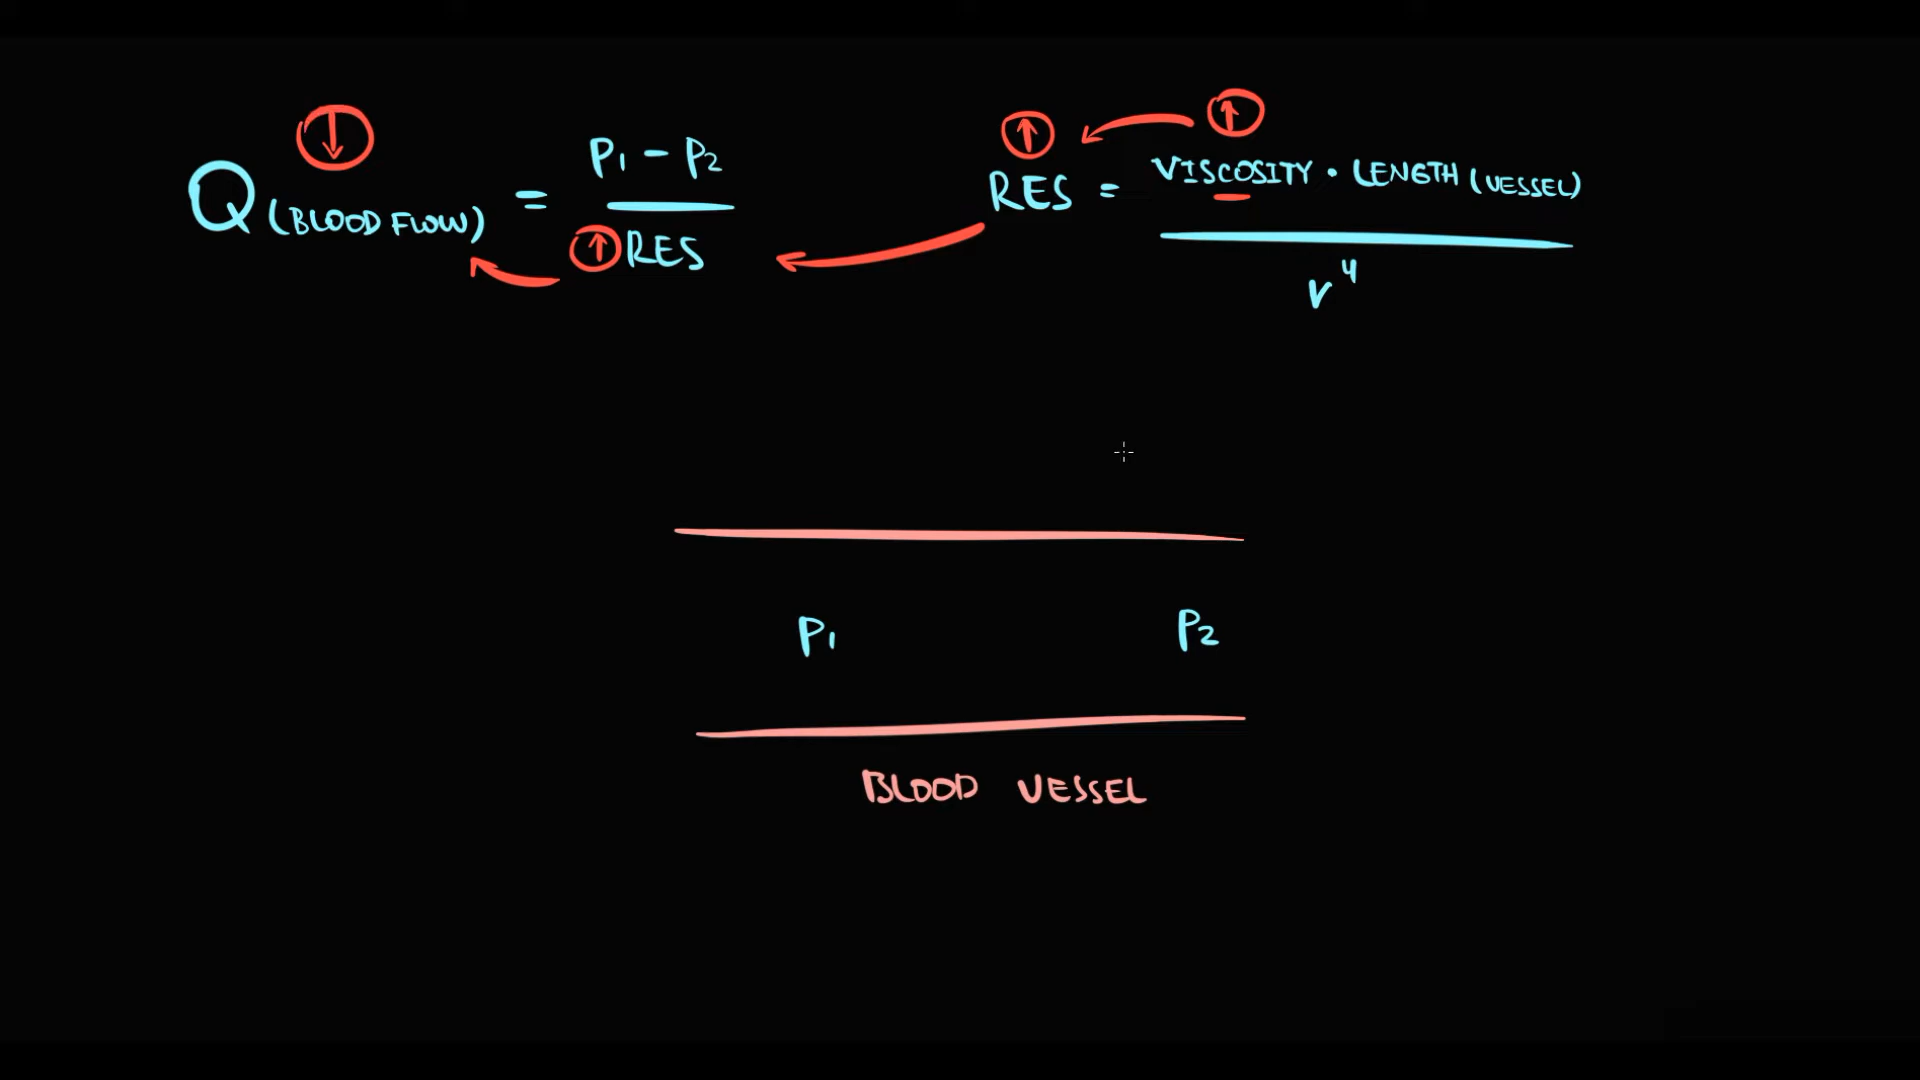 Q (BLOOD FLOW) = P1 - P2
↑ RES
↓
RES = VISCOSITY · LENGTH (VESSEL)
r⁴
↑
↑
P1 P2
BLOOD VESSEL